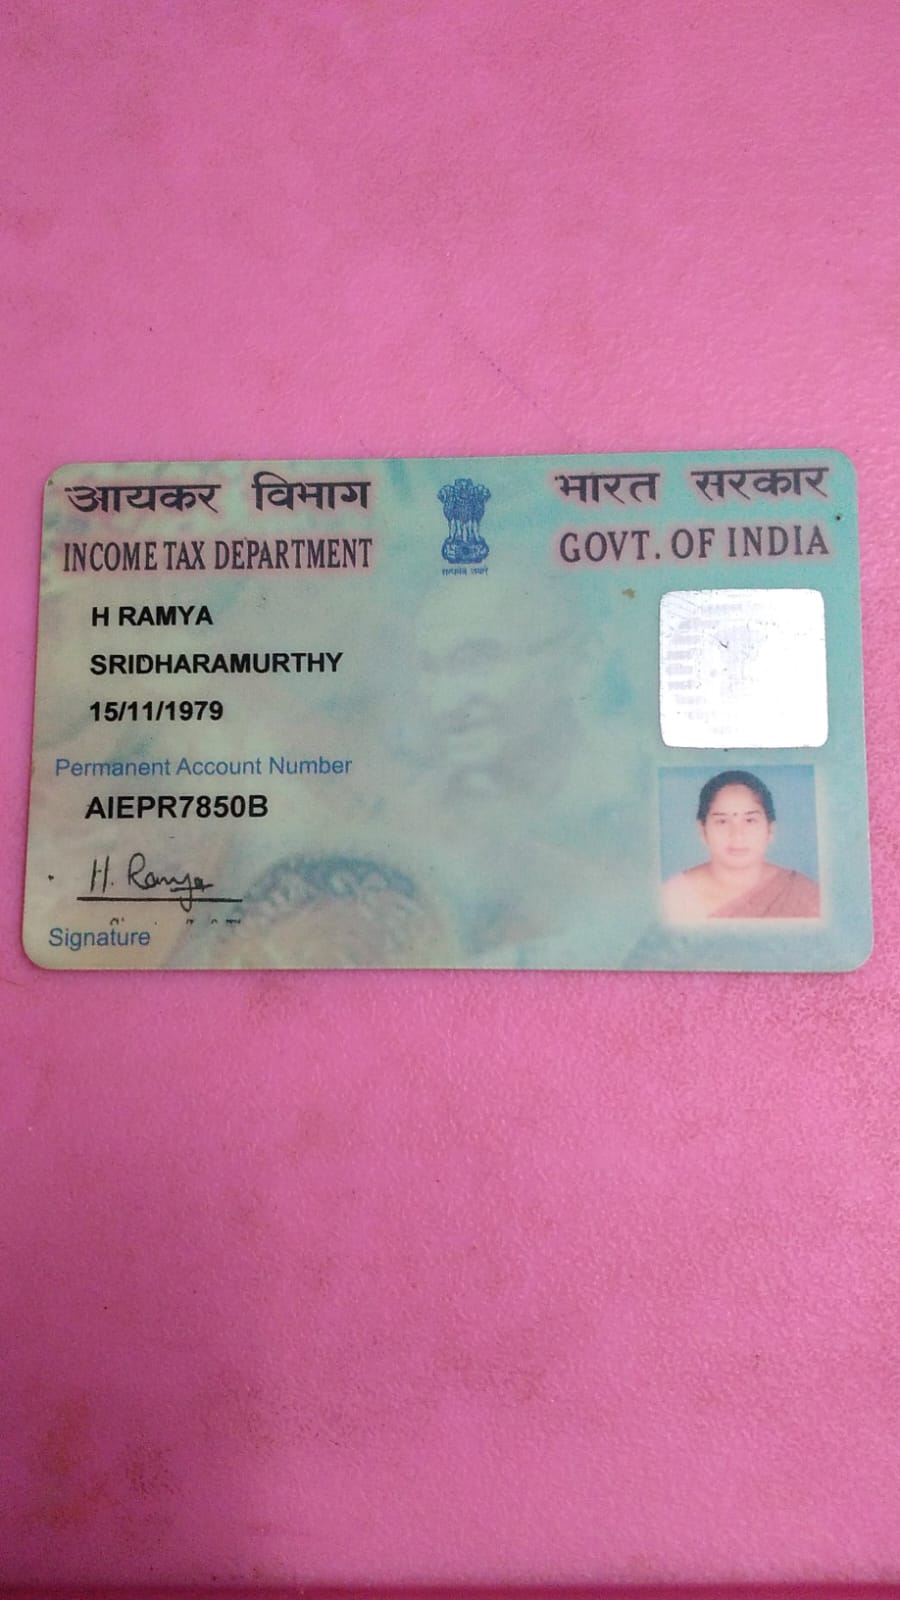 आयकर विभाग
INCOME TAX DEPARTMENT
सत्यमेव जयते
भारत सरकार
GOVT. OF INDIA
H RAMYA
SRIDHARAMURTHY
15/11/1979
Permanent Account Number
AIEPR7850B
H. Ramya
Signature